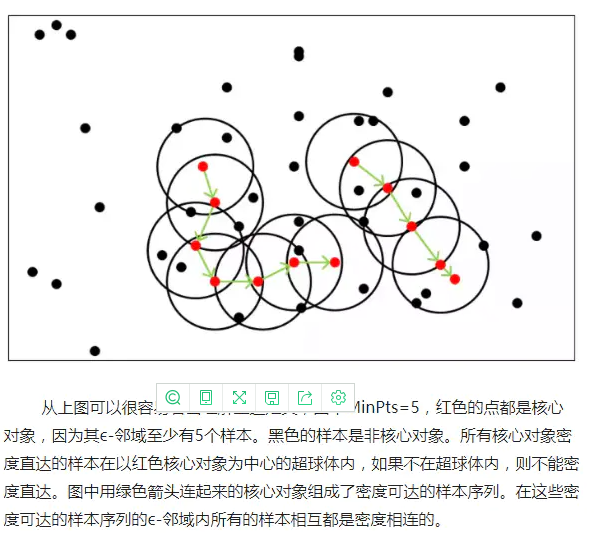 从上图可以很容 MinPts=5，红色的点都是核心
对象，因为其ϵ-邻域至少有5个样本。黑色的样本是非核心对象。所有核心对象密
度直达的样本在以红色核心对象为中心的超球体内，如果不在超球体内，则不能密
度直达。图中用绿色箭头连起来的核心对象组成了密度可达的样本序列。在这些密
度可达的样本序列的ϵ-邻域内所有的样本相互都是密度相连的。